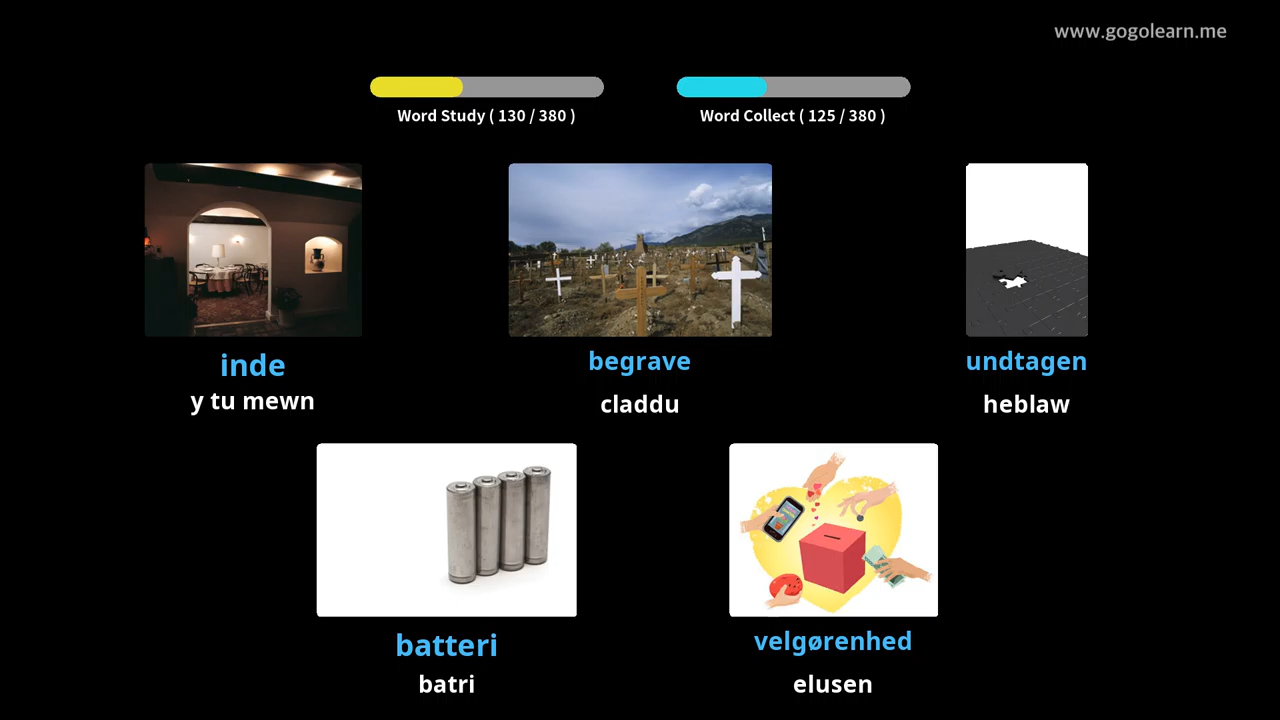 www.gogolearn.me
Word Study ( 130 / 380 )
Word Collect ( 125 / 380 )
inde
y tu mewn
begrave
claddu
undtagen
heblaw
batteri
batri
velgørenhed
elusen